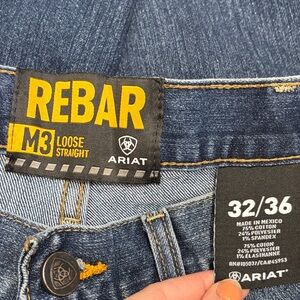 REBAR
M3 LOOSE
STRAIGHT
ARIAT
32/36
MADE IN MEXICO
75% COTTON
24% POLYESTER
1% SPANDEX
75% COTON
24% POLYESTER
1% ELASTHANNE
ARIAT